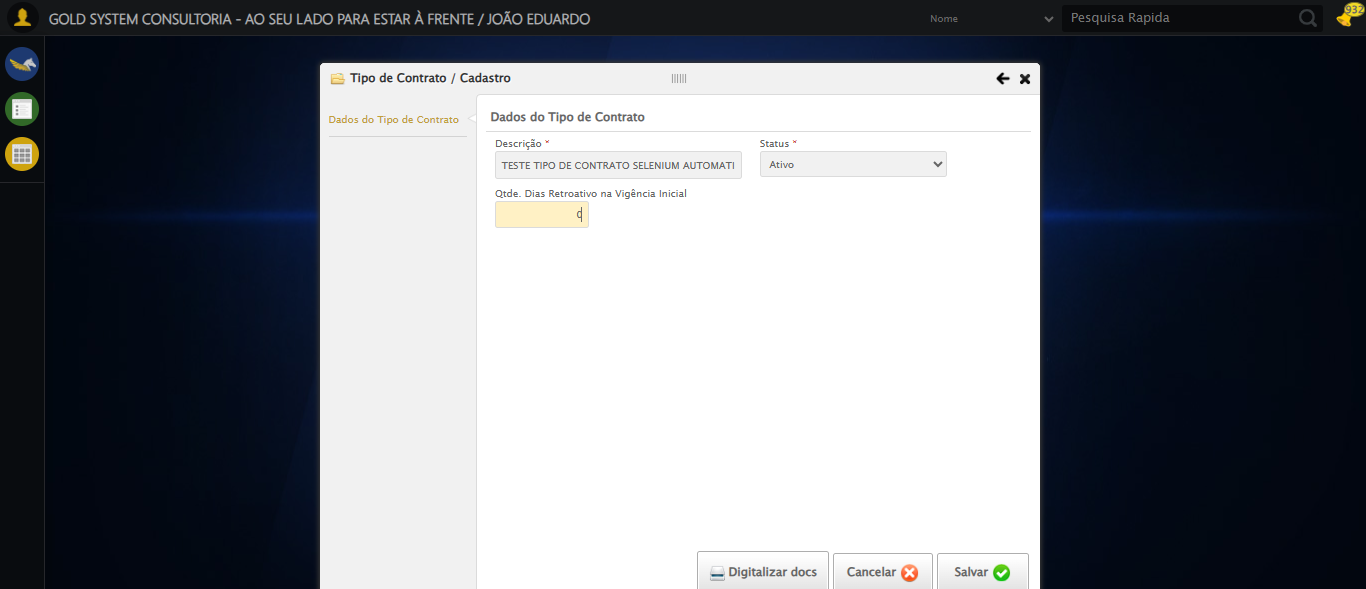 GOLD SYSTEM CONSULTORIA - AO SEU LADO PARA ESTAR À FRENTE / JOÃO EDUARDO
Nome
Pesquisa Rapida
932
Tipo de Contrato / Cadastro
Dados do Tipo de Contrato
Dados do Tipo de Contrato
Descrição *
Status *
TESTE TIPO DE CONTRATO SELENIUM AUTOMATI
Ativo
Qtde. Dias Retroativo na Vigência Inicial
0
Digitalizar docs
Cancelar
Salvar